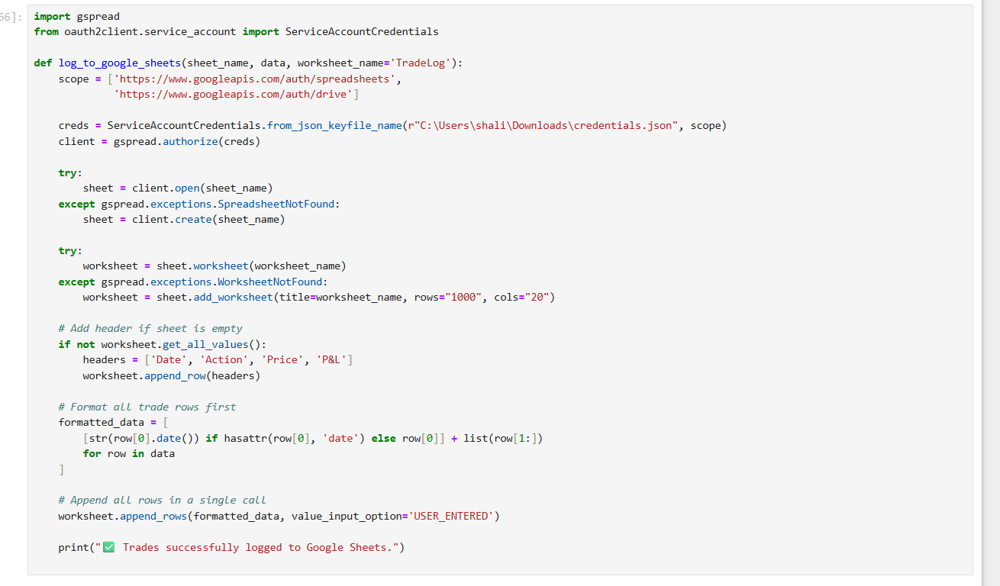 66]:
import gspread
from oauth2client.service_account import ServiceAccountCredentials
def log_to_google_sheets(sheet_name, data, worksheet_name='TradeLog'):
    scope = ['https://www.googleapis.com/auth/spreadsheets',
             'https://www.googleapis.com/auth/drive']
    creds = ServiceAccountCredentials.from_json_keyfile_name(r"C:\Users\shali\Downloads\credentials.json", scope)
    client = gspread.authorize(creds)
    try:
        sheet = client.open(sheet_name)
    except gspread.exceptions.SpreadsheetNotFound:
        sheet = client.create(sheet_name)
    try:
        worksheet = sheet.worksheet(worksheet_name)
    except gspread.exceptions.WorksheetNotFound:
        worksheet = sheet.add_worksheet(title=worksheet_name, rows="1000", cols="20")
    # Add header if sheet is empty
    if not worksheet.get_all_values():
        headers = ['Date', 'Action', 'Price', 'P&L']
        worksheet.append_row(headers)
    # Format all trade rows first
    formatted_data = [
        [str(row[0].date()) if hasattr(row[0], 'date') else row[0]] + list(row[1:])
        for row in data
    ]
    # Append all rows in a single call
    worksheet.append_rows(formatted_data, value_input_option='USER_ENTERED')
    print("✅ Trades successfully logged to Google Sheets.")